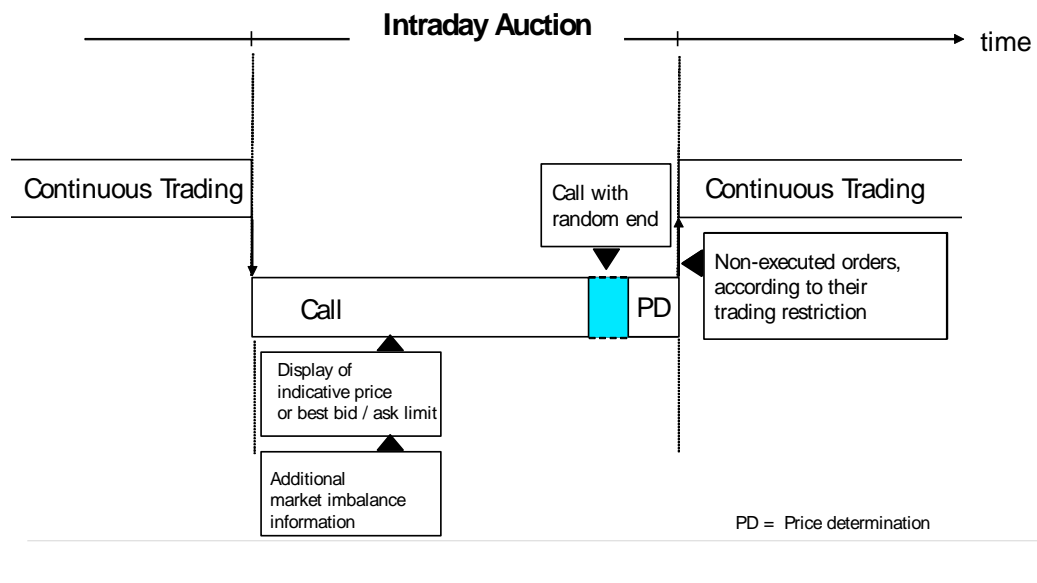 Intraday Auction
time
Continuous Trading
Call with
random end
Continuous Trading
Non-executed orders,
according to their
trading restriction
Call
PD
Display of
indicative price
or best bid / ask limit
Additional
market imbalance
information
PD = Price determination